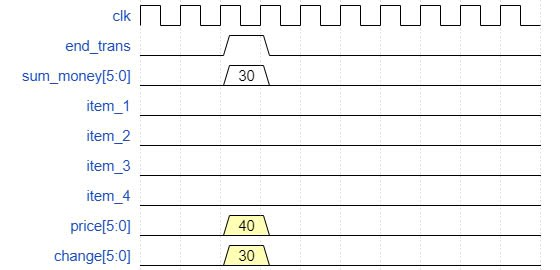 clk
end_trans
sum_money[5:0] 30
item_1
item_2
item_3
item_4
price[5:0] 40
change[5:0] 30